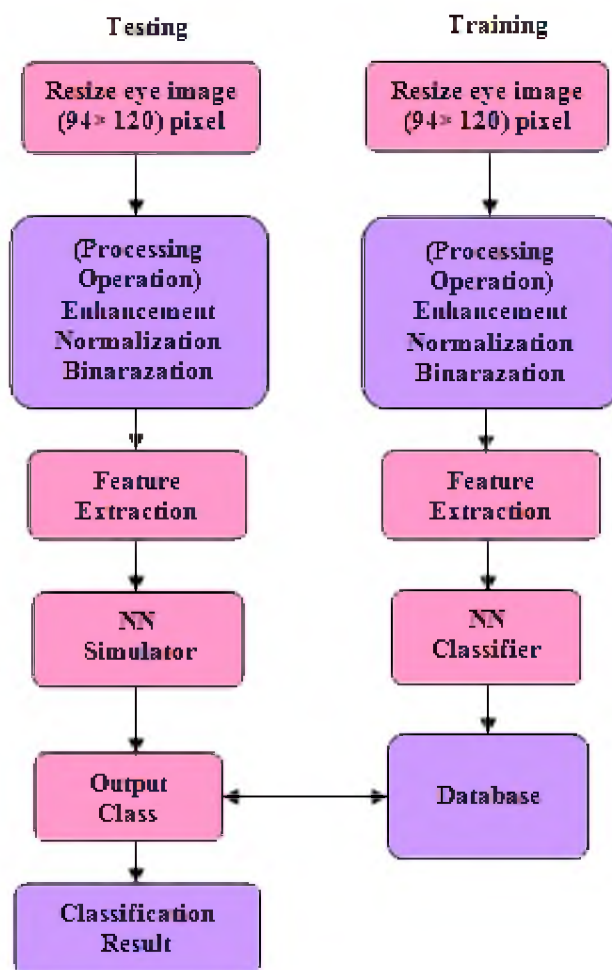 Testing
Resize eye image
(94× 120) pixel
(Processing
Operation)
Enhancement
Normalization
Binarazation
Feature
Extraction
NN
Simulator
Output
Class
Classification
Result
Training
Resize eye image
(94× 120) pixel
(Processing
Operation)
Enhancement
Normalization
Binarazation
Feature
Extraction
NN
Classifier
Database